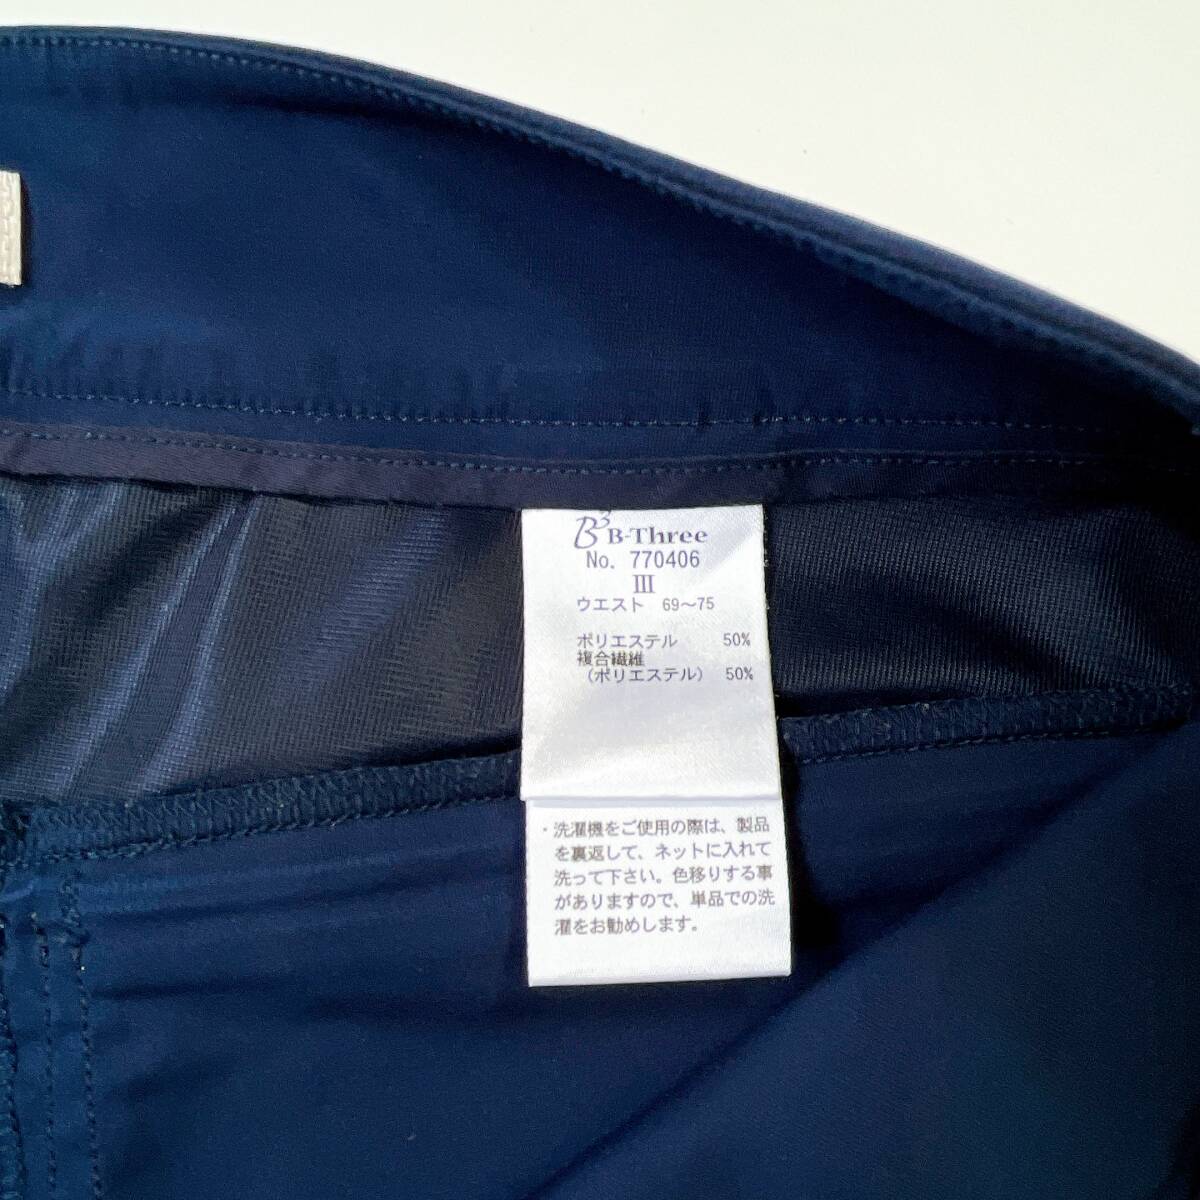 B3 B-Three
No. 770406
III
ウエスト 69～75
ポリエステル 50%
複合繊維
(ポリエステル) 50%
・洗濯機をご使用の際は、製品
を裏返して、ネットに入れて
洗って下さい。色移りする事
がありますので、単品での洗
濯をお勧めします。